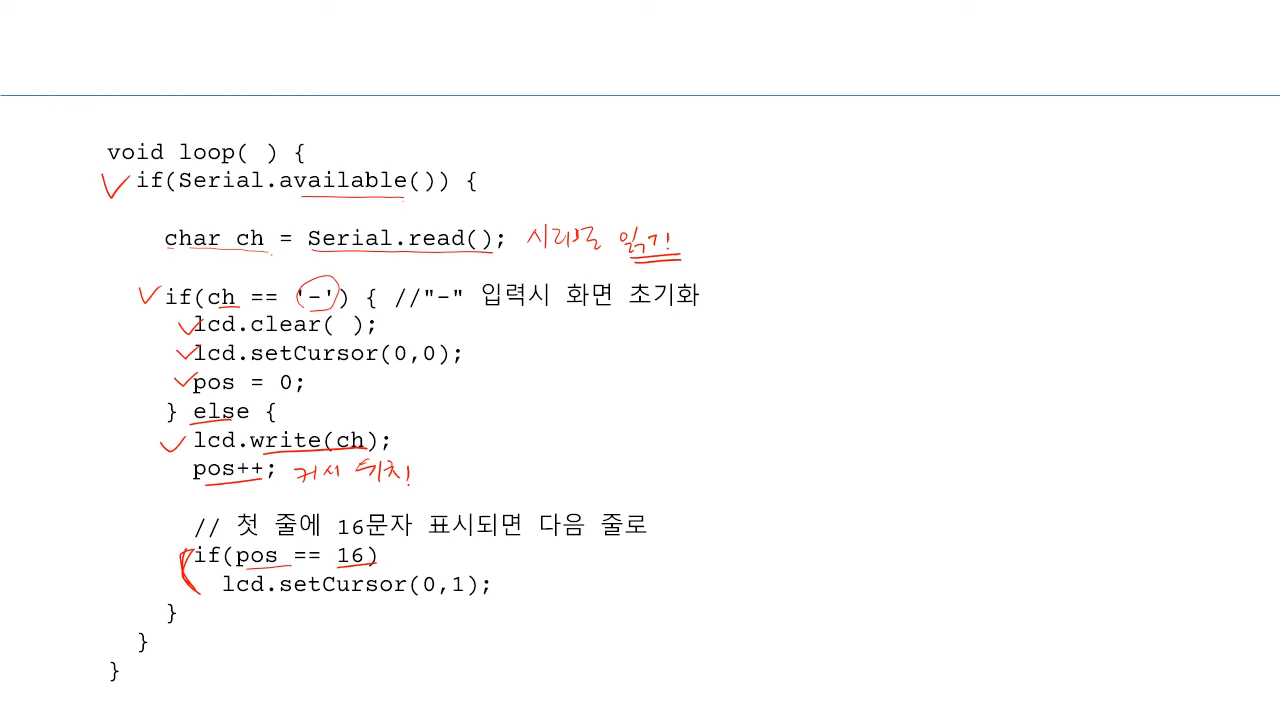 void loop( ) {
if(Serial.available()) {
char ch = Serial.read(); 시리얼 읽기!
if(ch == '-') { //"-" 입력시 화면 초기화
lcd.clear( );
lcd.setCursor(0,0);
pos = 0;
} else {
lcd.write(ch);
pos++; 커서 위치!
// 첫 줄에 16문자 표시되면 다음 줄로
if(pos == 16)
lcd.setCursor(0,1);
}
}
}